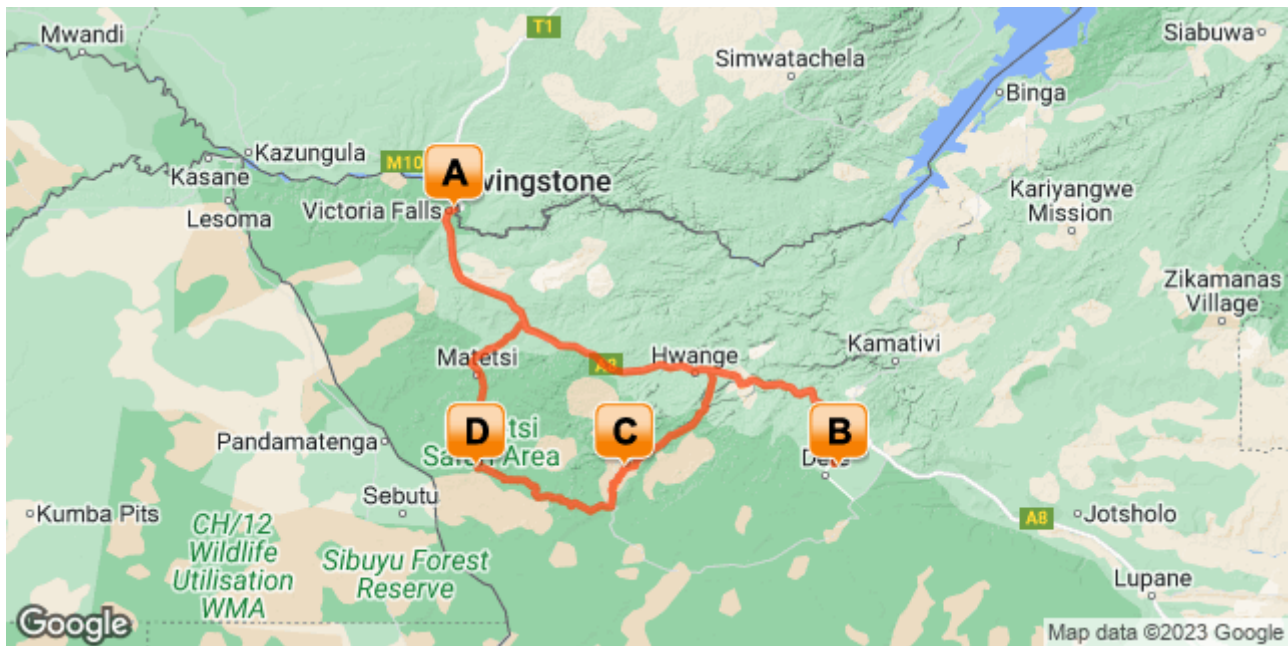 T1
Mwandi
Siabuwa
Simwatachela
Binga
Kazungula
M10
A
vingstone
Kasane
Kariyangwe
Mission
Lesoma
Victoria Falls
Zikamanas
Village
Kamativi
Matetsi
A8
Hwange
D
C
B
tsi
Pandamatenga
Safari Area
Sebutu
Kumba Pits
CH/12
Wildlife
Utilisation
WMA
Sibuyu Forest
Reserve
A8
Jotsholo
Lupane
Google
Map data ©2023 Google